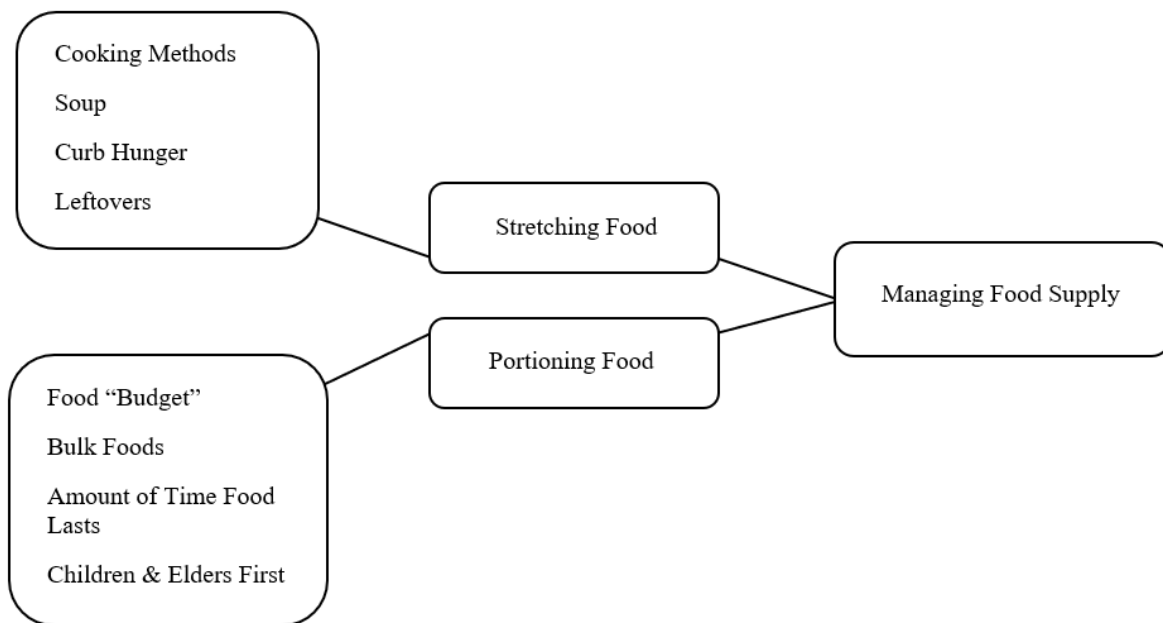 Cooking Methods
Soup
Curb Hunger
Leftovers
Stretching Food
Managing Food Supply
Portioning Food
Food “Budget”
Bulk Foods
Amount of Time Food
Lasts
Children & Elders First